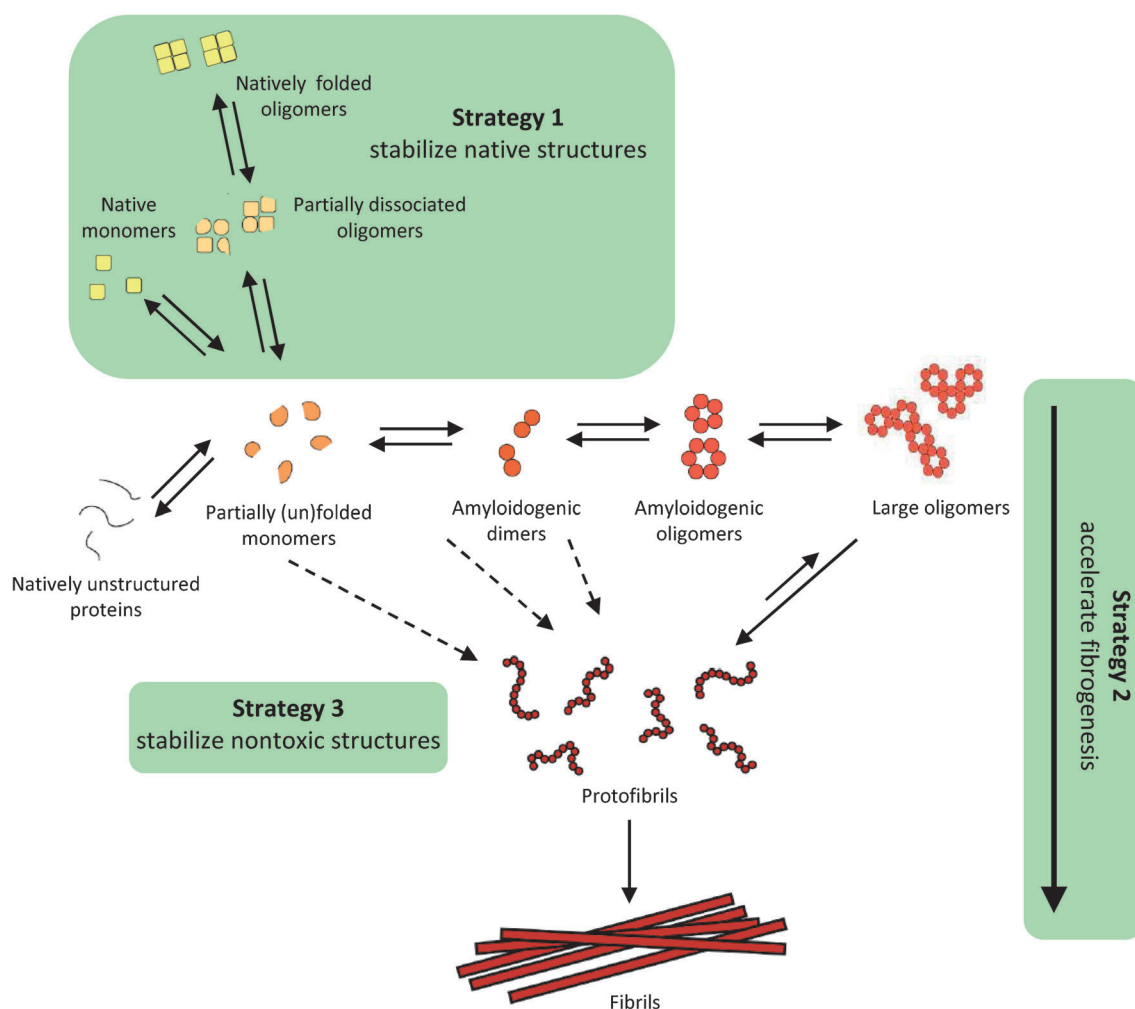 Natively folded
oligomers
Strategy 1
stabilize native structures
Native
monomers
Partially dissociated
oligomers
Partially (un)folded
monomers
Amyloidogenic
dimers
Amyloidogenic
oligomers
Large oligomers
Natively unstructured
proteins
Strategy 2
accelerate fibrogenesis
Strategy 3
stabilize nontoxic structures
Protofibrils
Fibrils